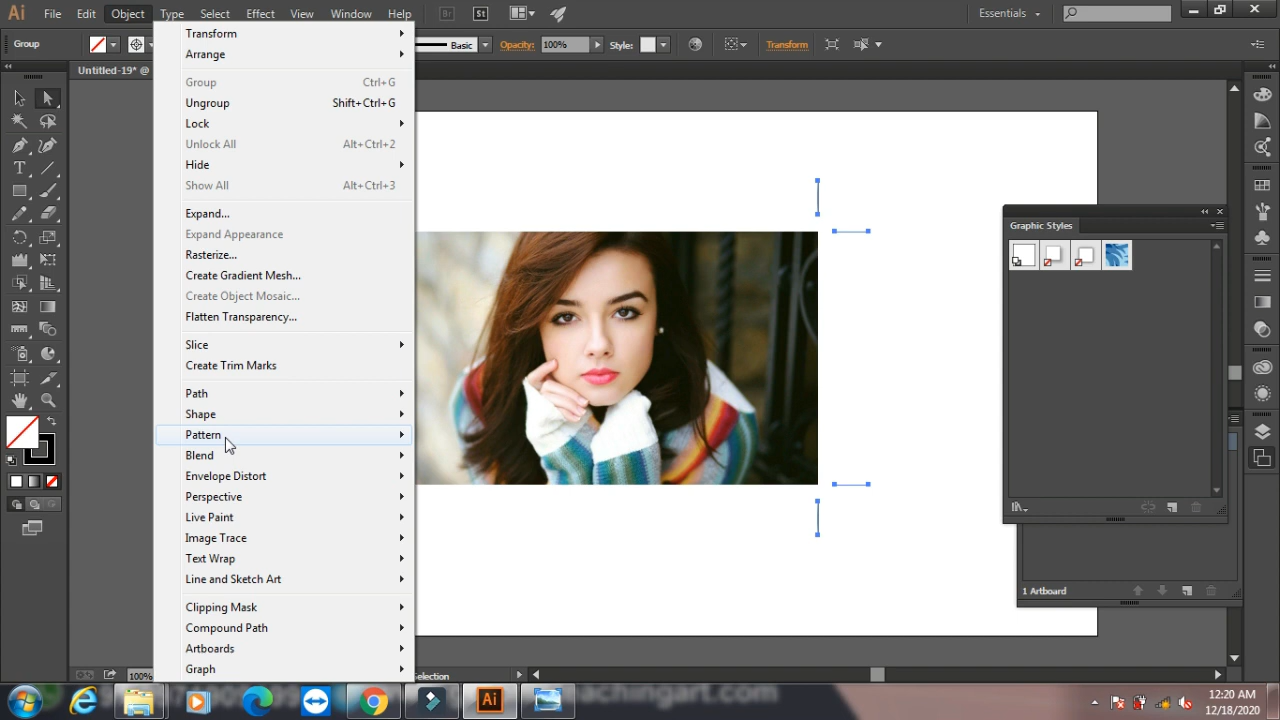 Ai File Edit Object Type Select Effect View Window Help Br St Essentials
Group Basic Opacity: 100% Style: Transform
Untitled-19* @
Transform
Arrange
Group Ctrl+G
Ungroup Shift+Ctrl+G
Lock
Unlock All Alt+Ctrl+2
Hide
Show All Alt+Ctrl+3
Expand...
Expand Appearance
Rasterize...
Create Gradient Mesh...
Create Object Mosaic...
Flatten Transparency...
Slice
Create Trim Marks
Path
Shape
Pattern
Blend
Envelope Distort
Perspective
Live Paint
Image Trace
Text Wrap
Line and Sketch Art
Clipping Mask
Compound Path
Artboards
Graph
Graphic Styles
1 Artboard
100%
Ai
12:20 AM
12/18/2020